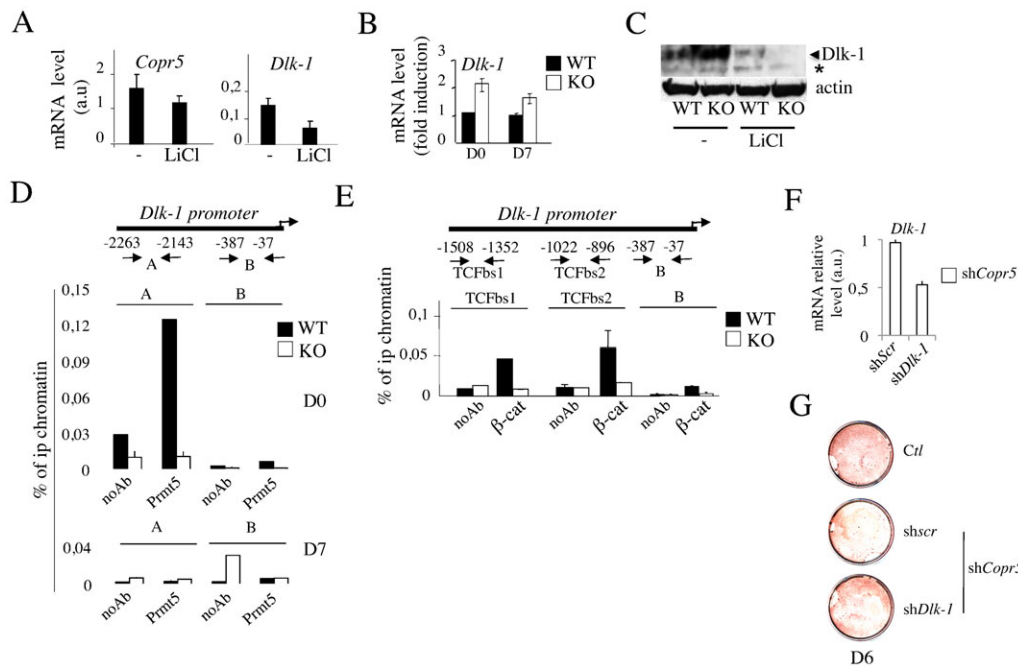 A
Copr5
Dlk-1
mRNA level
(a.u)
2
1
0
0,2
0,1
0
-
LiCl
-
LiCl
B
Dlk-1
mRNA level
(fold induction)
3
2
1
0
D0
D7
WT
KO
C
Dlk-1
*
actin
WT KO WT KO
-
LiCl
D
Dlk-1 promoter
-2263
-2143
-387
-37
A
B
% of ip chromatin
0,15
0,12
0,06
0,06
0,03
0
A
B
WT
KO
D0
noAb
Prmt5
noAb
Prmt5
A
B
D7
0,04
0
noAb
Prmt5
noAb
Prmt5
E
Dlk-1 promoter
-1508
-1352
-1022
-896
-387
-37
TCFbs1
TCFbs2
B
TCFbs1
TCFbs2
B
% of ip chromatin
0,1
0,05
0
WT
KO
noAb
β-cat
noAb
β-cat
noAb
β-cat
F
Dlk-1
mRNA relative
level (a.u.)
1
0,5
0
shCopr5
shScr
shDlk-1
G
Ctl
shscr
shDlk-1
shCopr5
D6